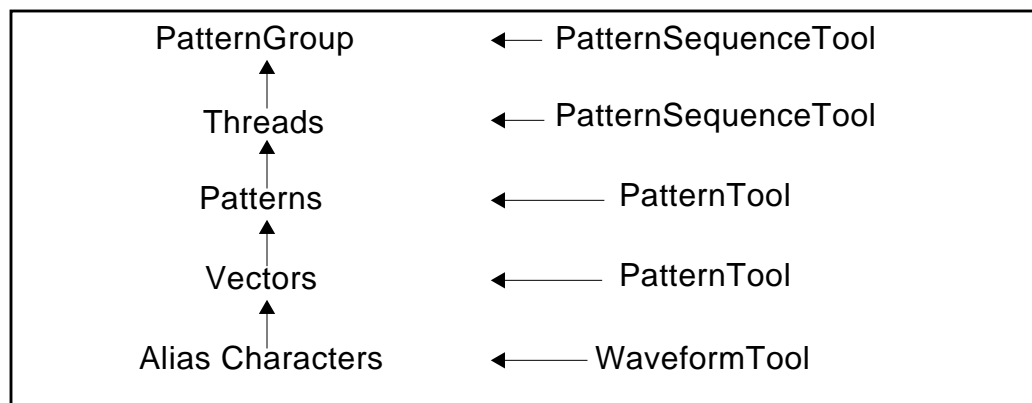 PatternGroup PatternSequenceTool
Threads PatternSequenceTool
Patterns PatternTool
Vectors PatternTool
Alias Characters WaveformTool